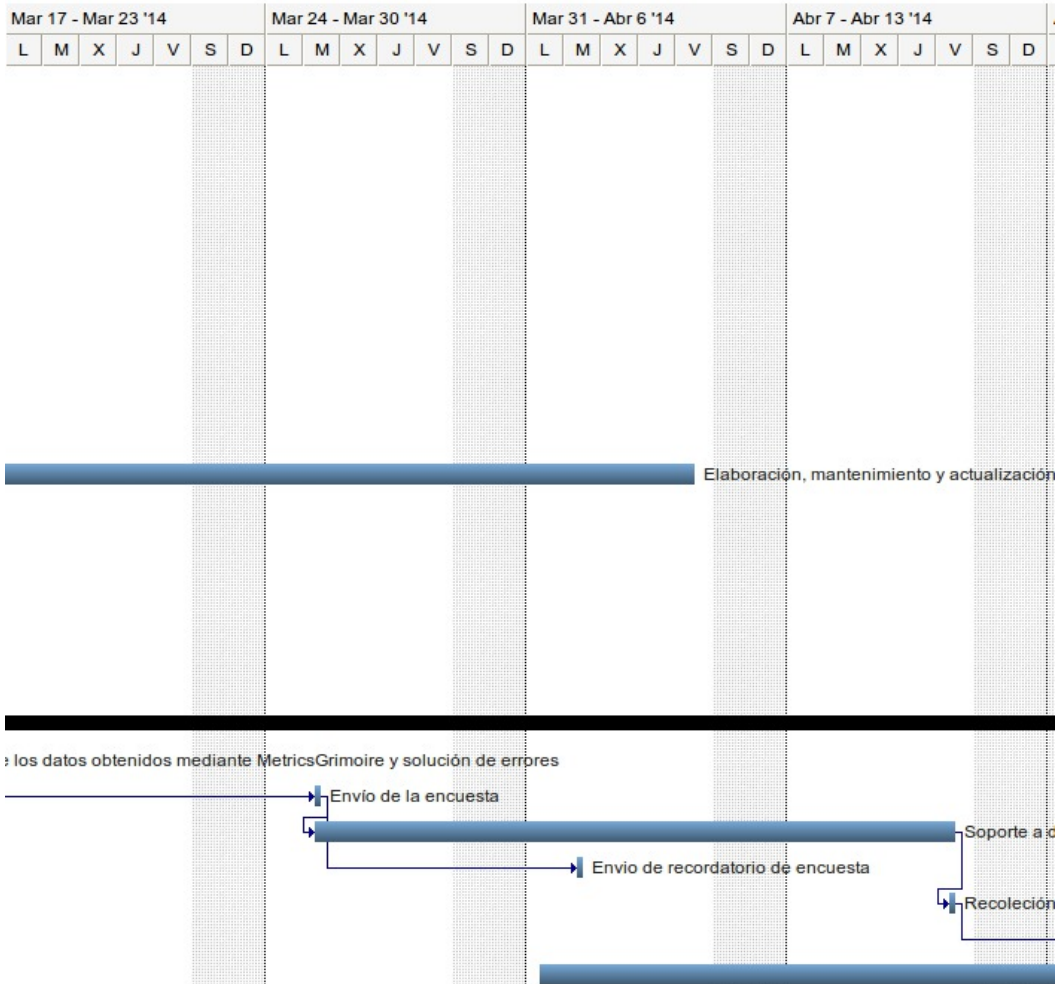 Mar 17 - Mar 23 '14 Mar 24 - Mar 30 '14 Mar 31 - Abr 6 '14 Abr 7 - Abr 13 '14
L M X J V S D L M X J V S D L M X J V S D L M X J V S D
Elaboración, mantenimiento y actualización
los datos obtenidos mediante MetricsGrimoire y solución de errores
Envío de la encuesta
Soporte a
Envio de recordatorio de encuesta
Recoleción